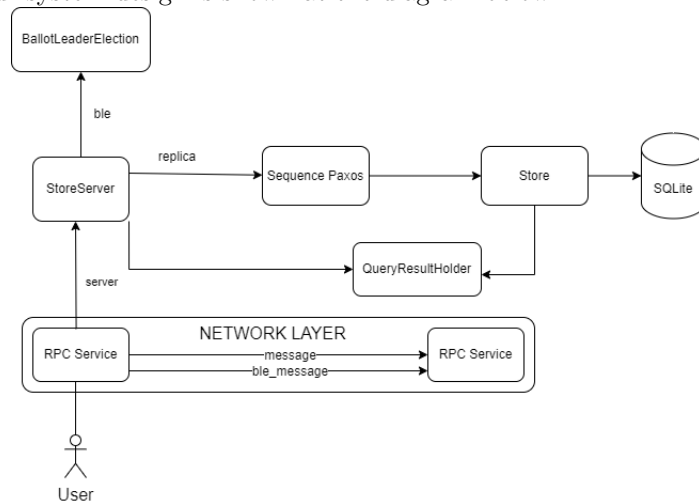 BallotLeaderElection
ble
replica
StoreServer
Sequence Paxos
Store
SQLite
QueryResultHolder
server
NETWORK LAYER
RPC Service
message
RPC Service
ble_message
User